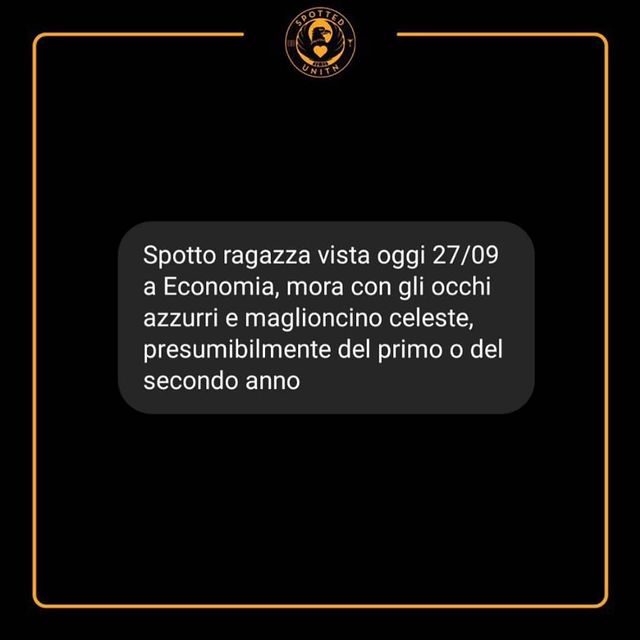 SPOTTED
UNITN
Spotto ragazza vista oggi 27/09
a Economia, mora con gli occhi
azzurri e maglioncino celeste,
presumibilmente del primo o del
secondo anno